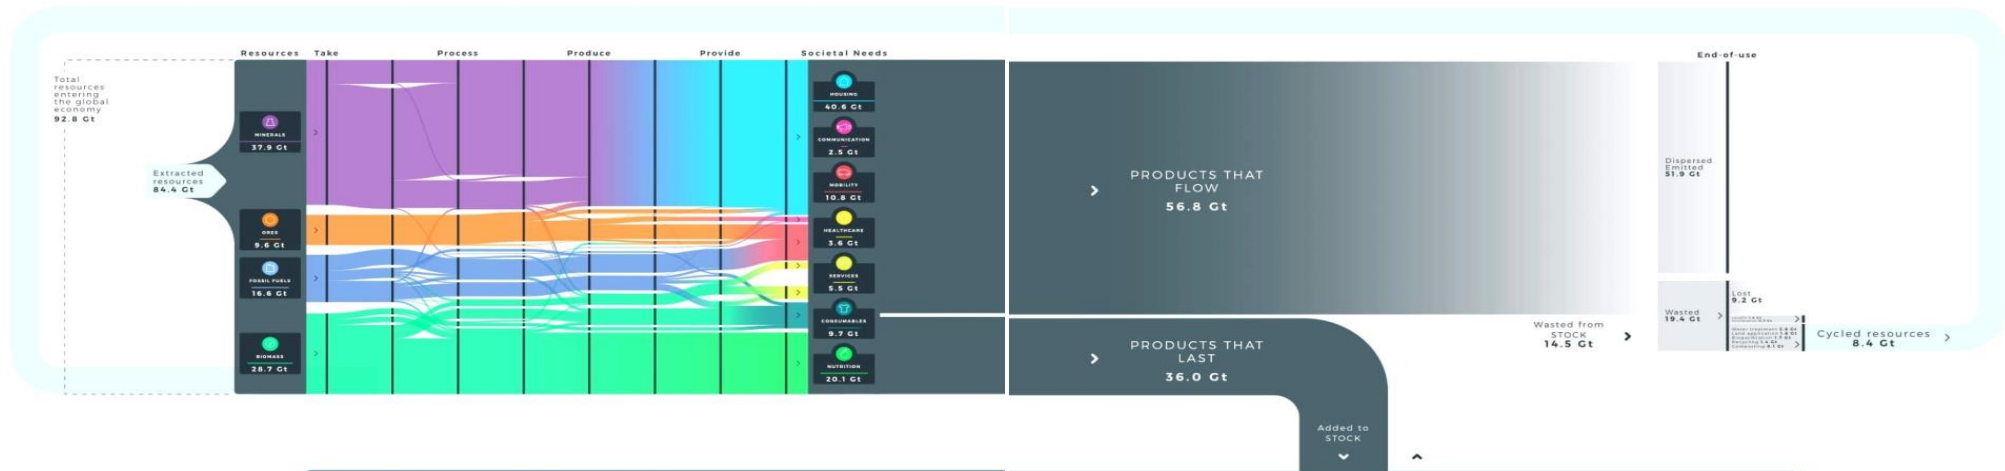 Resources
Take
Process
Produce
Provide
Societal Needs
End-of-use
Total
resources
entering
the global
economy
92.8 Gt
Extracted
resources
84.4 Gt
MINERALS
37.9 Gt
ORES
9.6 Gt
FOSSIL FUELS
16.6 Gt
BIOMASS
28.7 Gt
HOUSING
40.6 Gt
COMMUNICATION
2.5 Gt
MOBILITY
10.8 Gt
HEALTHCARE
3.6 Gt
SERVICES
5.5 Gt
CONSUMABLES
9.7 Gt
NUTRITION
20.1 Gt
PRODUCTS THAT
FLOW
56.8 Gt
PRODUCTS THAT
LAST
36.0 Gt
Added to
STOCK
Wasted from
STOCK
14.5 Gt
Dispersed
Emitted
51.9 Gt
Wasted
19.4 Gt
Lost
9.2 Gt
Cycled resources
8.4 Gt